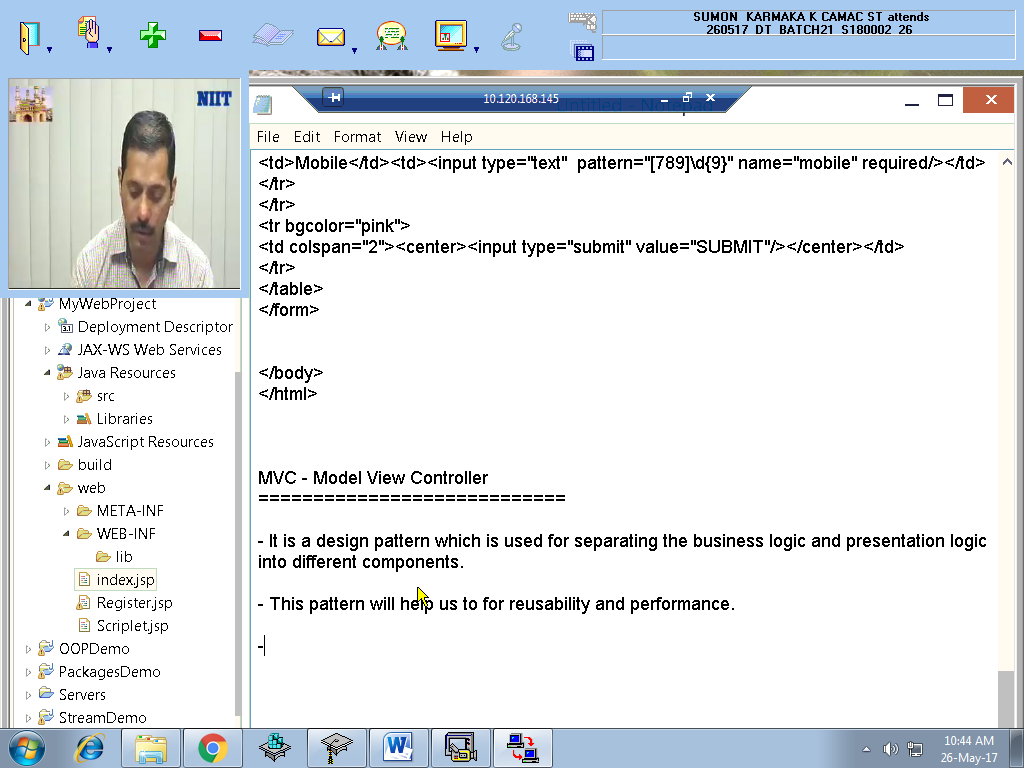 SUMON KARMAKA K CAMAC ST attends
260517_DT_BATCH21_S180002_26
NIIT
10.120.168.145
Untitled - Notepad
File Edit Format View Help
<td>Mobile</td><td><input type="text"  pattern="[789]\d{9}" name="mobile" required/></td>
</tr>
</tr>
<tr bgcolor="pink">
<td colspan="2"><center><input type="submit" value="SUBMIT"/></center></td>
</tr>
</table>
</form>
</body>
</html>
MVC - Model View Controller
============================
- It is a design pattern which is used for separating the business logic and presentation logic
into different components.
- This pattern will help us to for reusability and performance.
-
MyWebProject
Deployment Descriptor
JAX-WS Web Services
Java Resources
src
Libraries
JavaScript Resources
build
web
META-INF
WEB-INF
lib
index.jsp
Register.jsp
Scriplet.jsp
OOPDemo
PackagesDemo
Servers
StreamDemo
10:44 AM
26-May-17